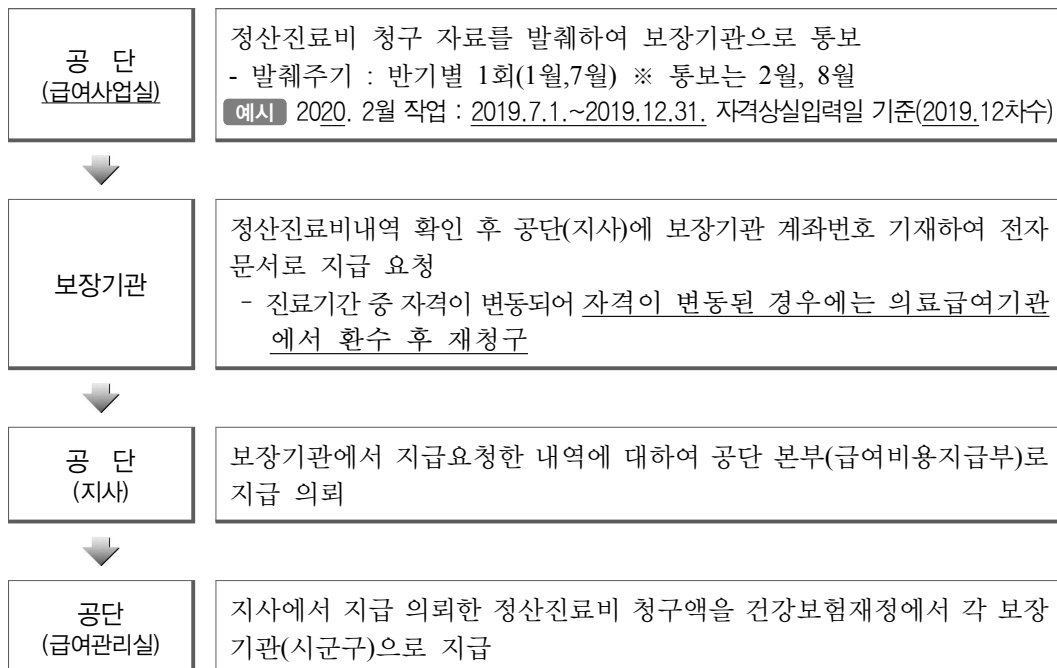 공 단
(급여사업실)
정산진료비 청구 자료를 발췌하여 보장기관으로 통보
- 발췌주기 : 반기별 1회(1월,7월) ※ 통보는 2월, 8월
예시 2020. 2월 작업 : 2019.7.1.~2019.12.31. 자격상실입력일 기준(2019.12차수)
보장기관
정산진료비내역 확인 후 공단(지사)에 보장기관 계좌번호 기재하여 전자
문서로 지급 요청
- 진료기간 중 자격이 변동되어 자격이 변동된 경우에는 의료급여기관
에서 환수 후 재청구
공 단
(지사)
보장기관에서 지급요청한 내역에 대하여 공단 본부(급여비용지급부)로
지급 의뢰
공단
(급여관리실)
지사에서 지급 의뢰한 정산진료비 청구액을 건강보험재정에서 각 보장
기관(시군구)으로 지급